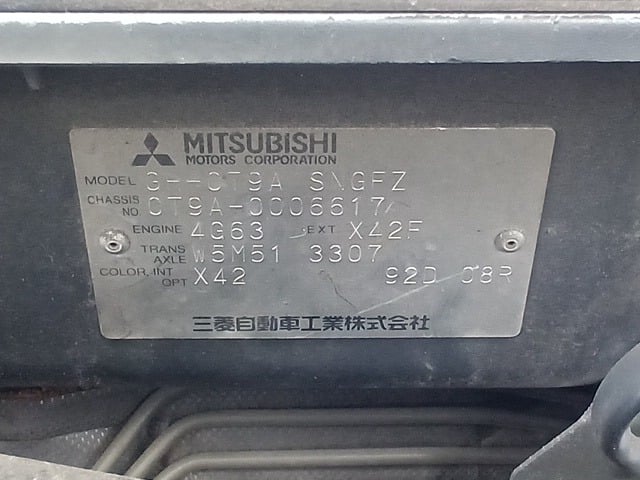 MITSUBISHI
MOTORS CORPORATION
MODEL GH-CT9A SNGFZ
CHASSIS NO. CT9A-0006617
ENGINE 4G63 EXT X42F
TRANS AXLE W5M51 3307
COLOR, INT OPT X42 92D 08R
三菱自動車工業株式会社